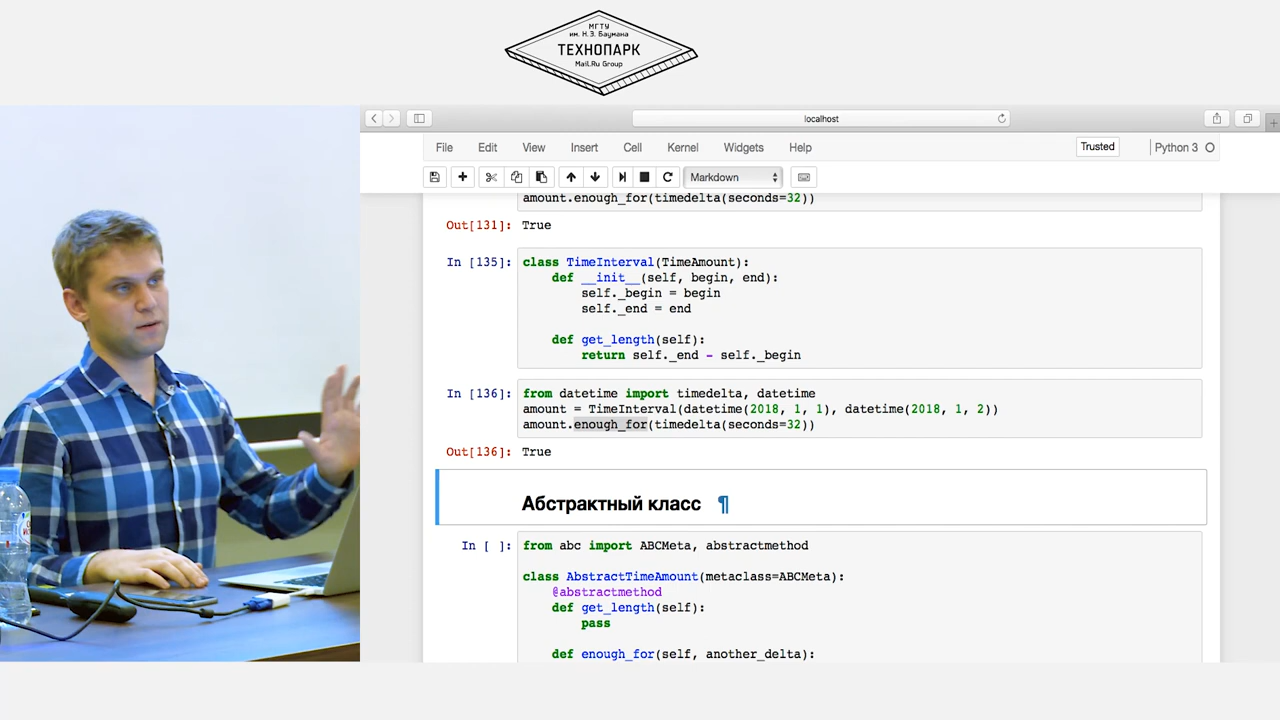 МГТУ
им. Н.Э. Баумана
ТЕХНОПАРК
Mail.Ru Group
localhost
File Edit View Insert Cell Kernel Widgets Help Trusted Python 3
Markdown
amount.enough_for(timedelta(seconds=32))
Out[131]: True
In [135]: class TimeInterval(TimeAmount):
def __init__(self, begin, end):
self._begin = begin
self._end = end
def get_length(self):
return self._end - self._begin
In [136]: from datetime import timedelta, datetime
amount = TimeInterval(datetime(2018, 1, 1), datetime(2018, 1, 2))
amount.enough_for(timedelta(seconds=32))
Out[136]: True
Абстрактный класс ¶
In [ ]: from abc import ABCMeta, abstractmethod
class AbstractTimeAmount(metaclass=ABCMeta):
@abstractmethod
def get_length(self):
pass
def enough_for(self, another_delta):